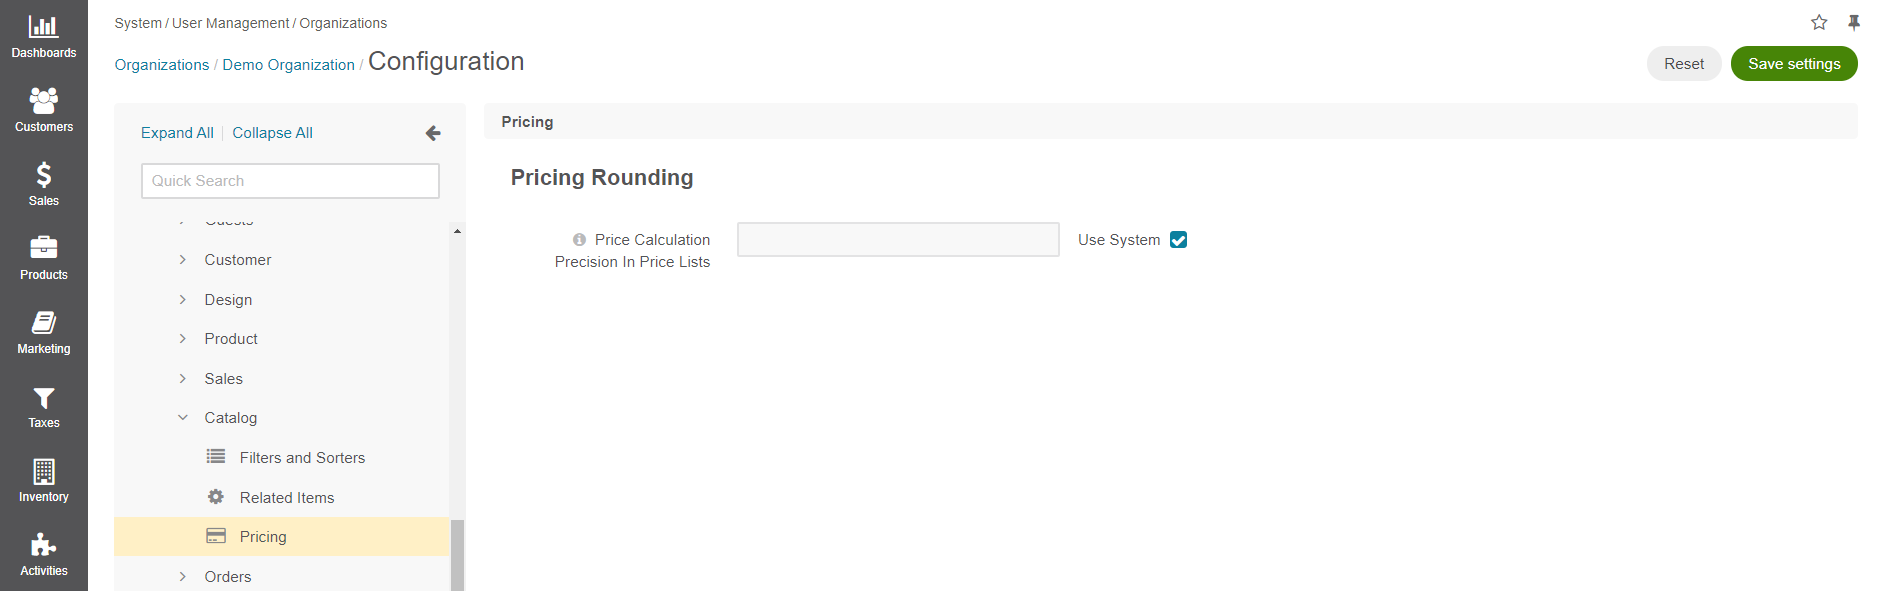 Dashboards
Customers
Sales
Products
Marketing
Taxes
Inventory
Activities
System / User Management / Organizations
Organizations / Demo Organization / Configuration
Reset
Save settings
Expand All
Collapse All
Quick Search
Guests
Customer
Design
Product
Sales
Catalog
Filters and Sorters
Related Items
Pricing
Orders
Pricing
Pricing Rounding
Price Calculation
Precision In Price Lists
Use System